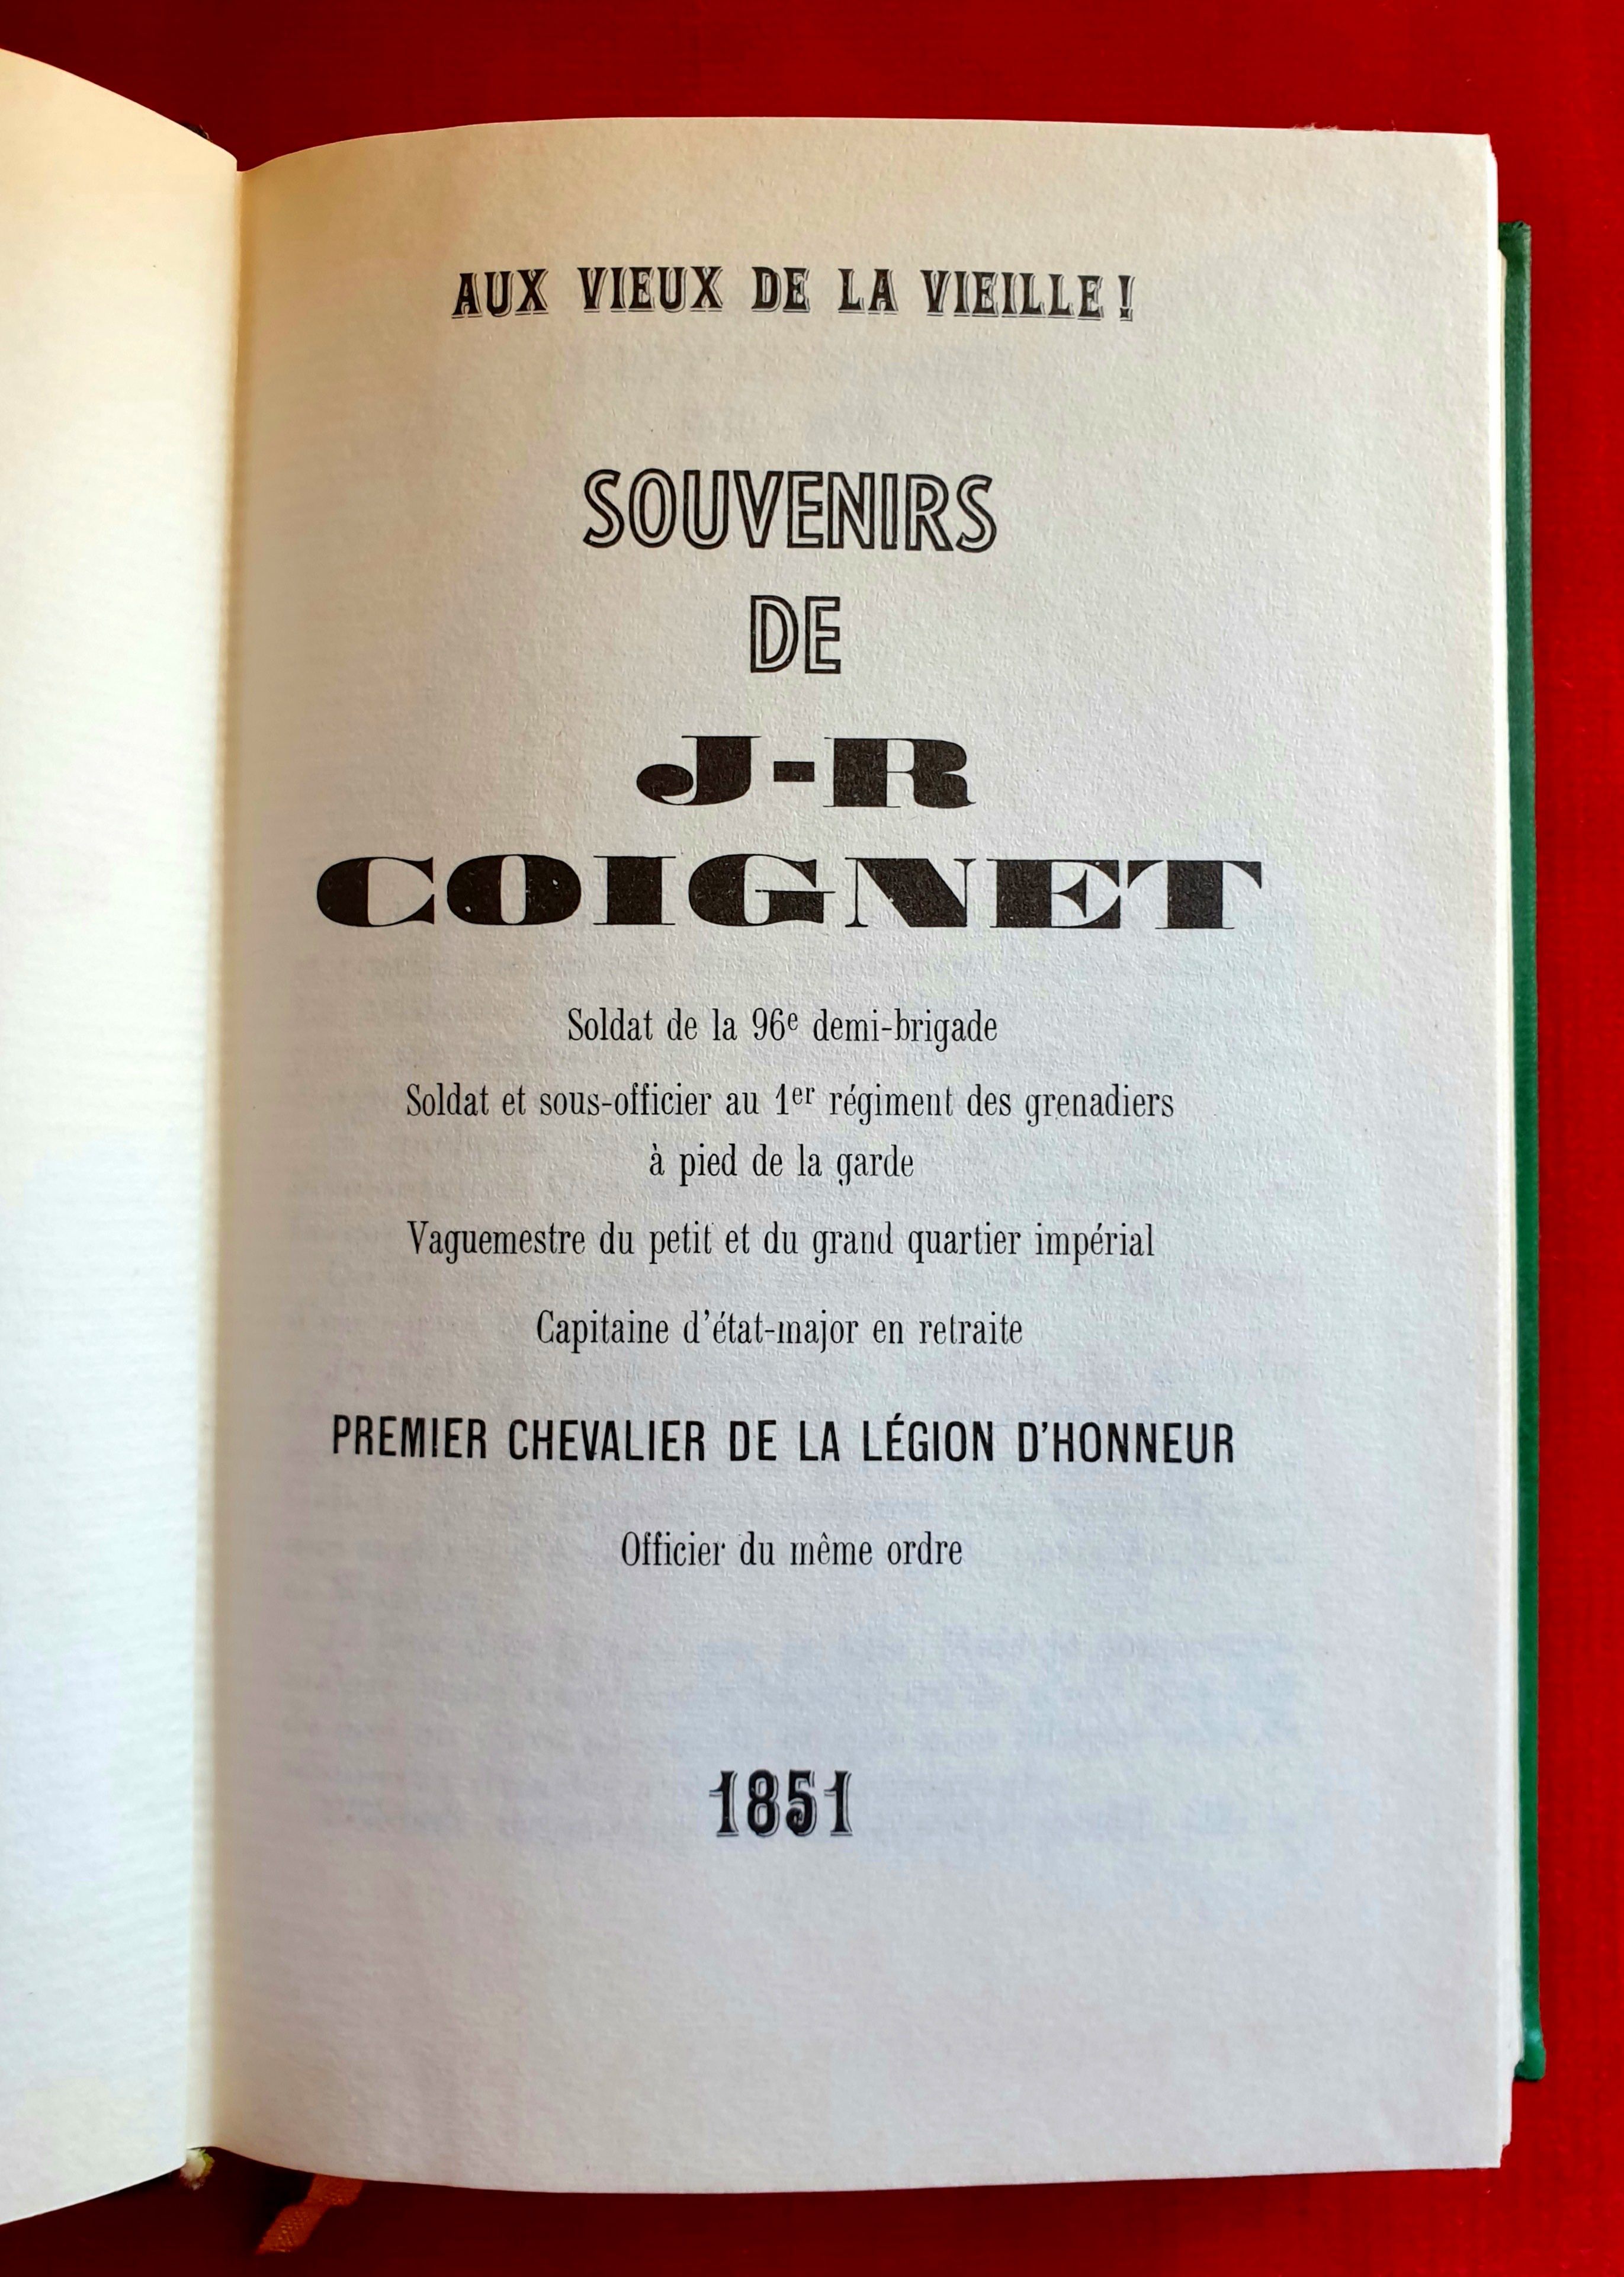 AUX VIEUX DE LA VIEILLE !
SOUVENIRS
DE
J-R
COIGNET
Soldat de la 96e demi-brigade
Soldat et sous-officier au 1er régiment des grenadiers
à pied de la garde
Vaguemestre du petit et du grand quartier impérial
Capitaine d'état-major en retraite
PREMIER CHEVALIER DE LA LÉGION D'HONNEUR
Officier du même ordre
1851